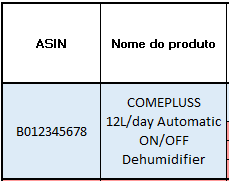 ASIN
Nome do produto
B012345678
COMEPLUSS
12L/day Automatic
ON/OFF
Dehumidifier